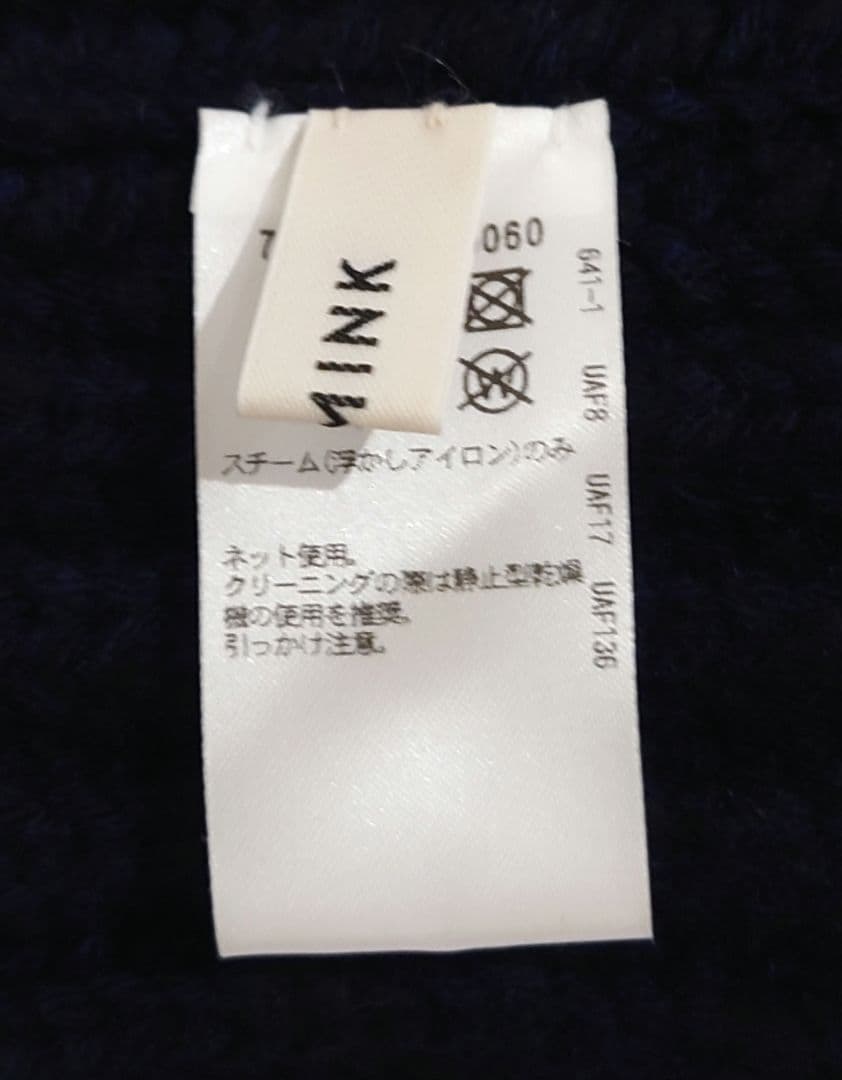 7
060
MINK
スチーム(浮かしアイロン)のみ
ネット使用。
クリーニングの際は静止型乾燥
機の使用を推奨。
引っかけ注意。
641-1 UAF8 UAF17 UAF136